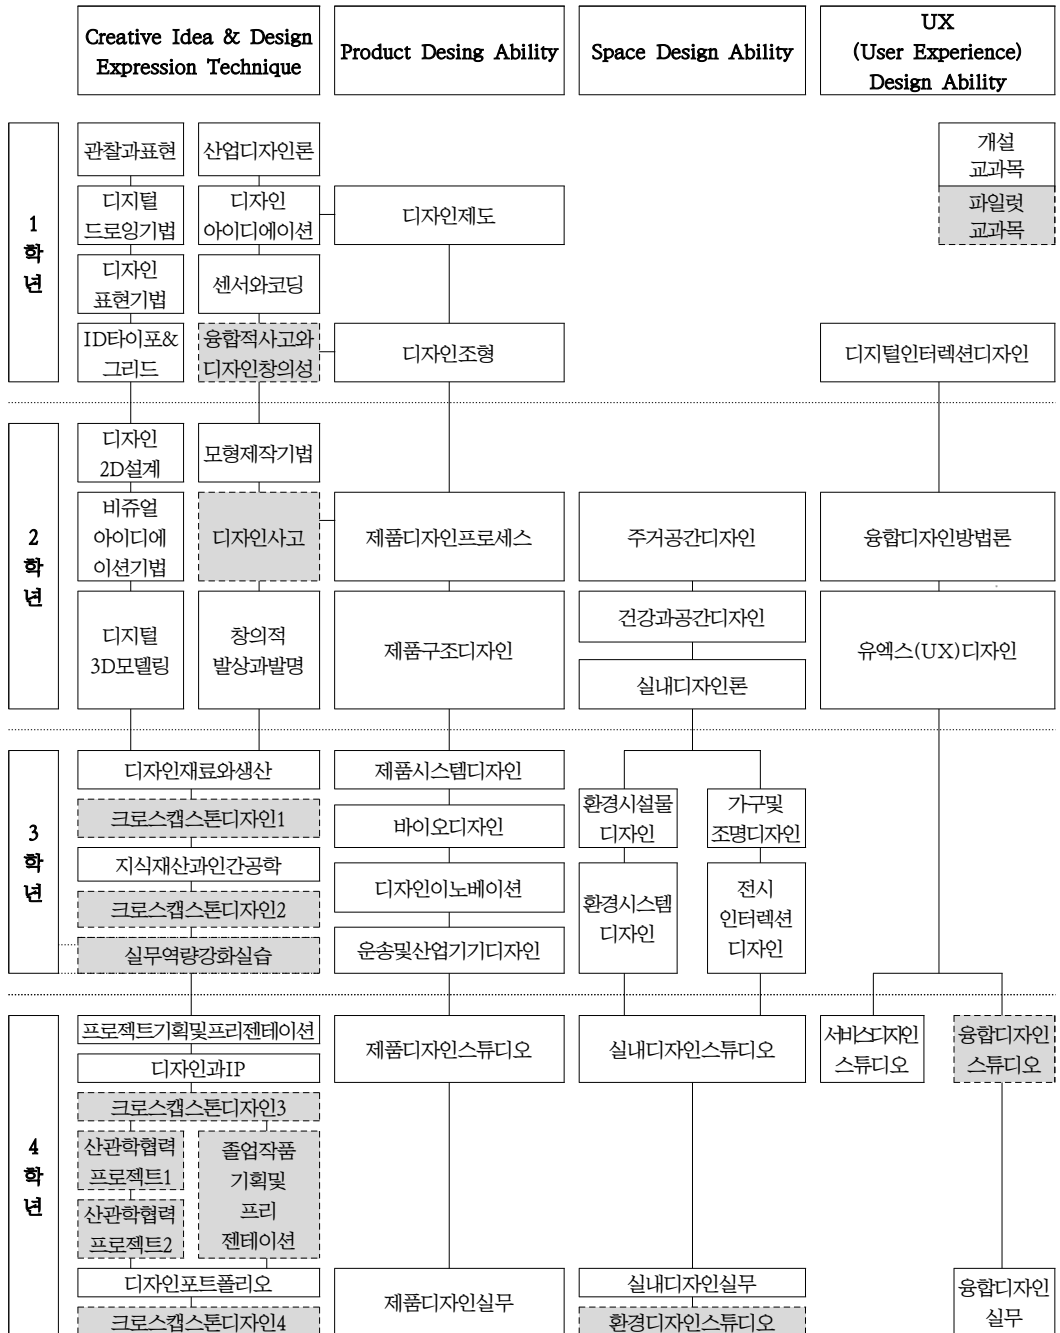 Creative Idea & Design
Expression Technique
Product Desing Ability
Space Design Ability
UX
(User Experience)
Design Ability
1
학
년
관찰과표현
산업디자인론
개설
교과목
디지털
드로잉기법
디자인
아이디에이션
디자인제도
파일럿
교과목
디자인
표현기법
센서와코딩
ID타이포&
그리드
융합적사고와
디자인창의성
디자인조형
디지털인터렉션디자인
2
학
년
디자인
2D설계
모형제작기법
비쥬얼
아이디에
이션기법
디자인사고
제품디자인프로세스
주거공간디자인
융합디자인방법론
디지털
3D모델링
창의적
발상과발명
제품구조디자인
건강과공간디자인
실내디자인론
유엑스(UX)디자인
3
학
년
디자인재료와생산
제품시스템디자인
크로스캡스톤디자인1
바이오디자인
환경시설물
디자인
가구및
조명디자인
지식재산과인간공학
디자인이노베이션
크로스캡스톤디자인2
환경시스템
디자인
전시
인터렉션
디자인
실무역량강화실습
운송및산업기기디자인
4
학
년
프로젝트기획및프리젠테이션
제품디자인스튜디오
실내디자인스튜디오
서비스디자인
스튜디오
융합디자인
스튜디오
디자인과IP
크로스캡스톤디자인3
산관학협력
프로젝트1
졸업작품
기획및
프리
젠테이션
산관학협력
프로젝트2
디자인포트폴리오
제품디자인실무
실내디자인실무
융합디자인
실무
크로스캡스톤디자인4
환경디자인스튜디오